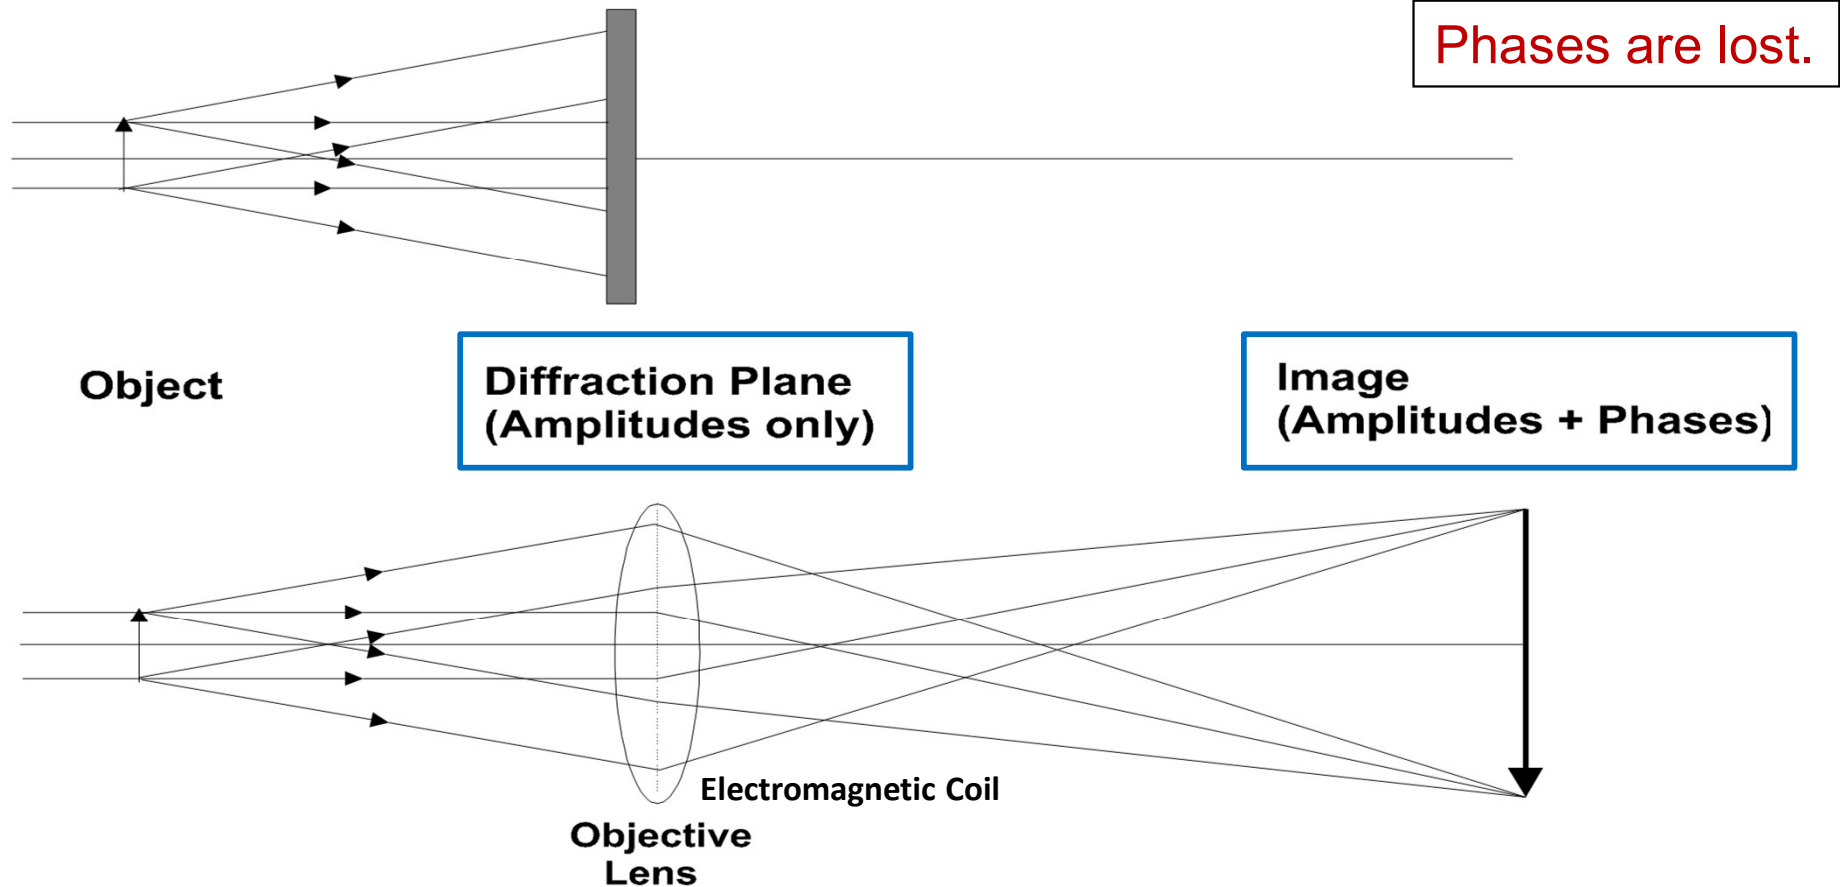 Phases are lost.
Object
Diffraction Plane
(Amplitudes only)
Image
(Amplitudes + Phases)
Electromagnetic Coil
Objective
Lens